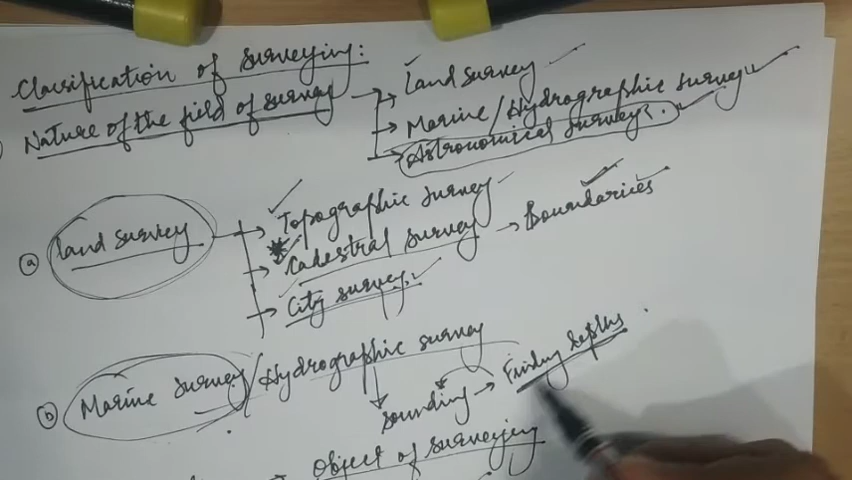 Classification of Surveying:
Nature of the field of survey → Land survey
→ Marine/Hydrographic survey
→ Astronomical survey.
(a) Land survey → Topographic survey
→ Cadestral survey → Boundaries
→ City survey.
(b) Marine survey/Hydrographic survey
Sounding → Finding depths.
Object of surveying